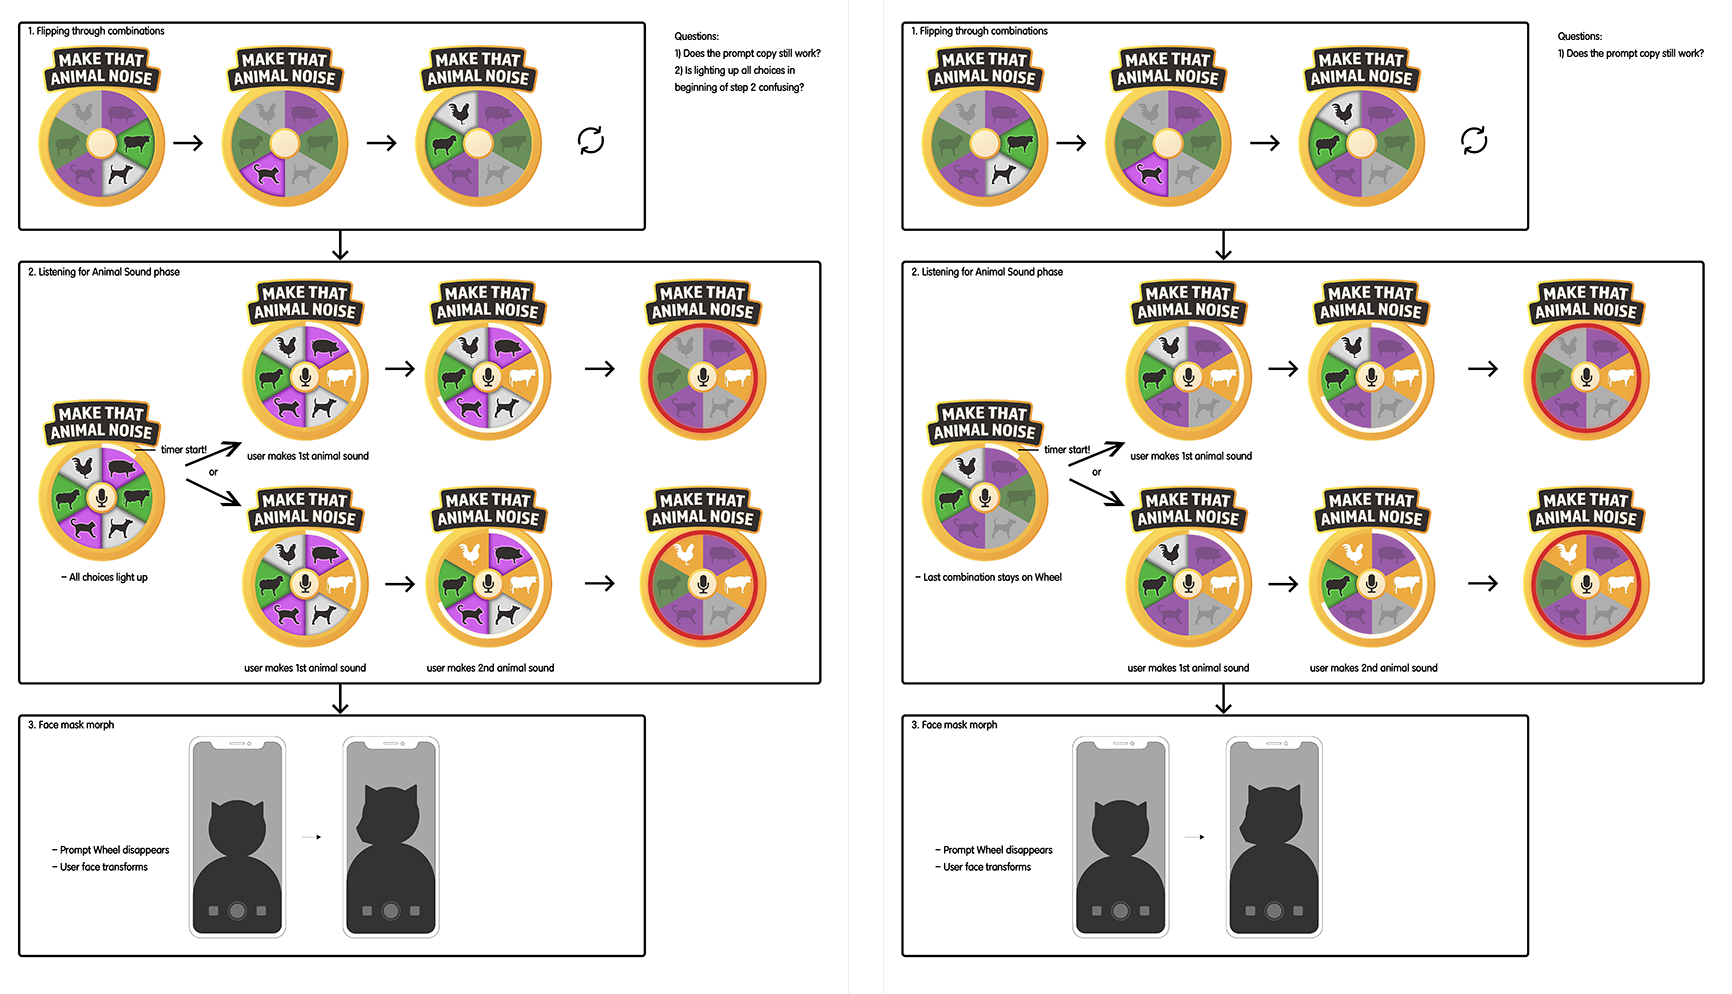 1. Flipping through combinations
MAKE THAT
ANIMAL NOISE
MAKE THAT
ANIMAL NOISE
MAKE THAT
ANIMAL NOISE
Questions:
1) Does the prompt copy still work?
2) Is lighting up all choices in
beginning of step 2 confusing?
2. Listening for Animal Sound phase
MAKE THAT
ANIMAL NOISE
MAKE THAT
ANIMAL NOISE
MAKE THAT
ANIMAL NOISE
MAKE THAT
ANIMAL NOISE
timer start!
or
user makes 1st animal sound
MAKE THAT
ANIMAL NOISE
MAKE THAT
ANIMAL NOISE
MAKE THAT
ANIMAL NOISE
– All choices light up
user makes 1st animal sound
user makes 2nd animal sound
3. Face mask morph
– Prompt Wheel disappears
– User face transforms
1. Flipping through combinations
MAKE THAT
ANIMAL NOISE
MAKE THAT
ANIMAL NOISE
MAKE THAT
ANIMAL NOISE
Questions:
1) Does the prompt copy still work?
2. Listening for Animal Sound phase
MAKE THAT
ANIMAL NOISE
MAKE THAT
ANIMAL NOISE
MAKE THAT
ANIMAL NOISE
MAKE THAT
ANIMAL NOISE
timer start!
or
user makes 1st animal sound
MAKE THAT
ANIMAL NOISE
MAKE THAT
ANIMAL NOISE
MAKE THAT
ANIMAL NOISE
– Last combination stays on Wheel
user makes 1st animal sound
user makes 2nd animal sound
3. Face mask morph
– Prompt Wheel disappears
– User face transforms